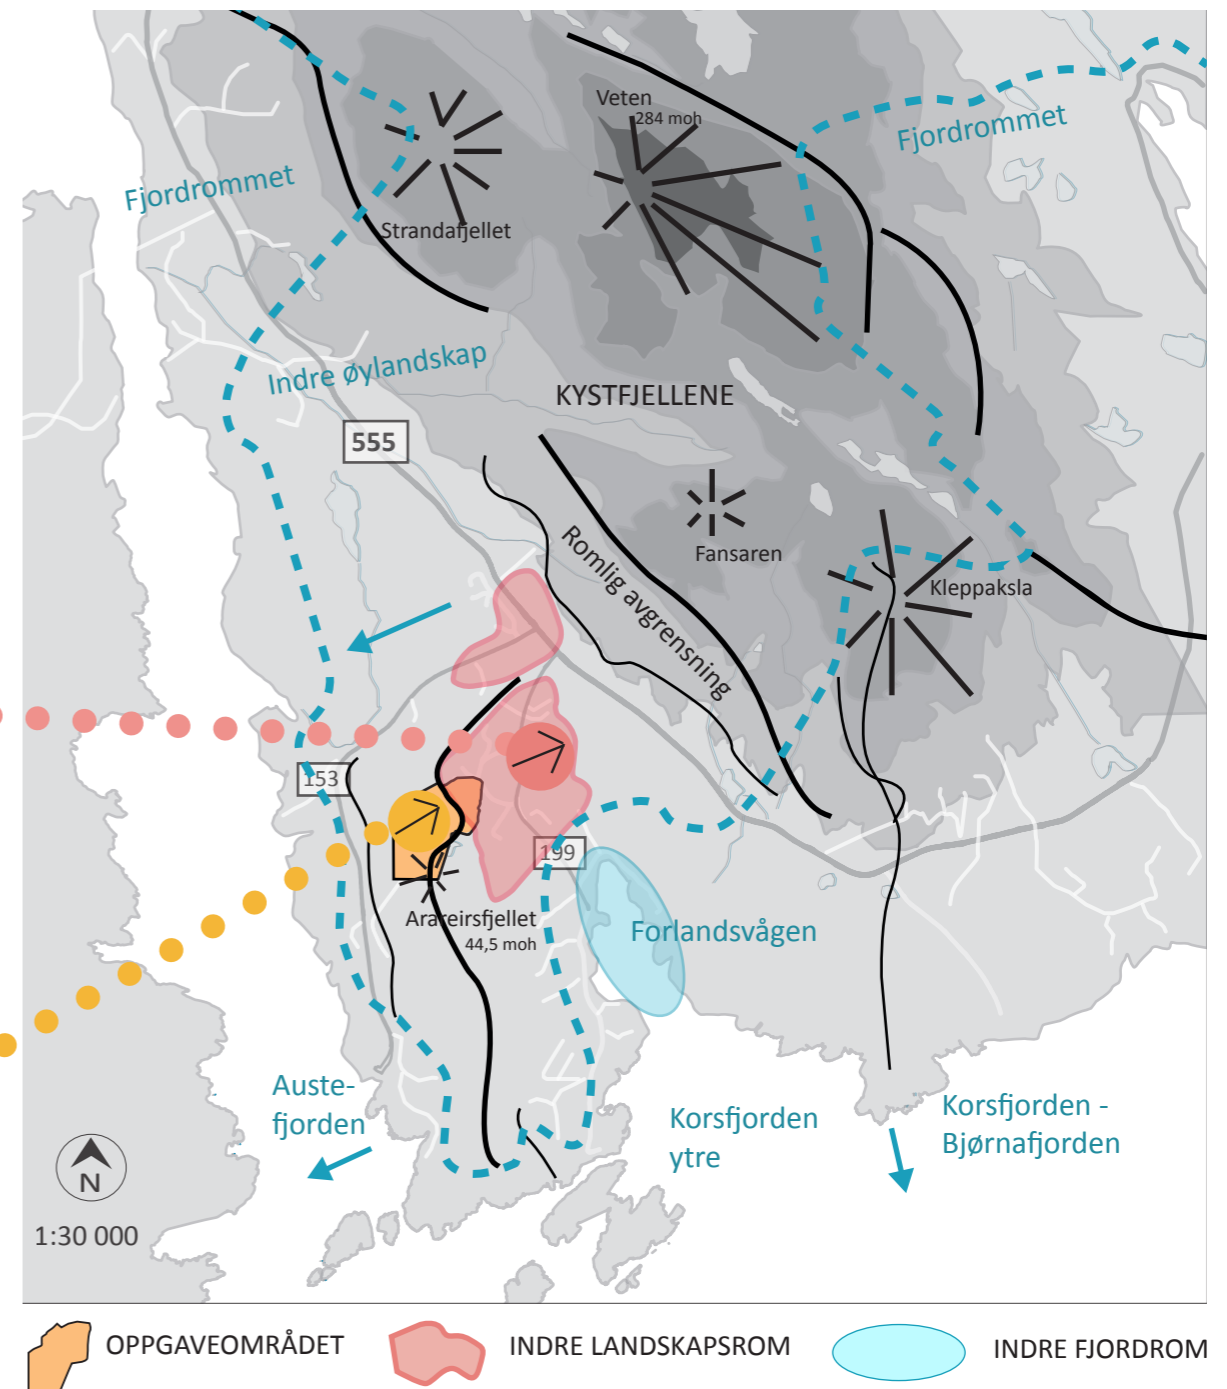 Veten
284 moh
Fjordrommet
Fjordrommet
Strandafjellet
Indre øylandskap
KYSTFJELLENE
555
Fansaren
Romlig avgrensning
Kleppaksla
153
199
Arareirsfjellet
44,5 moh
Forlandsvågen
Auste-
fjorden
Korsfjorden
ytre
Korsfjorden -
Bjørnafjorden
N
1:30 000
OPPGAVEOMRÅDET
INDRE LANDSKAPSROM
INDRE FJORDROM